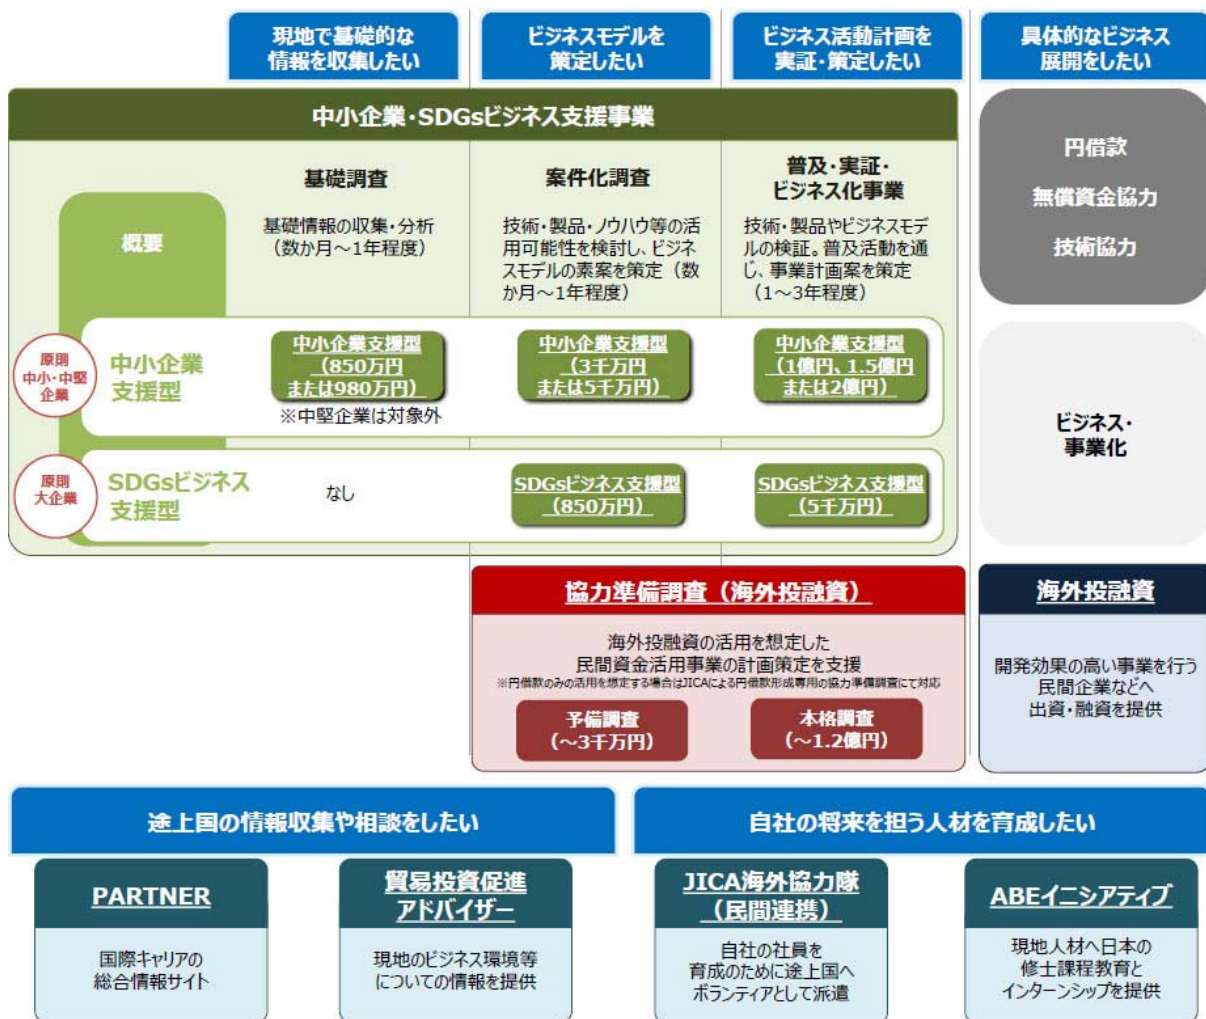 現地で基礎的な
情報を収集したい
ビジネスモデルを
策定したい
ビジネス活動計画を
実証・策定したい
具体的なビジネス
展開をしたい
中小企業・SDGsビジネス支援事業
概要
基礎調査
基礎情報の収集・分析
（数か月～1年程度）
案件化調査
技術・製品・ノウハウ等の活
用可能性を検討し、ビジネ
スモデルの素案を策定（数
か月～1年程度）
普及・実証・
ビジネス化事業
技術・製品やビジネスモデ
ルの検証。普及活動を通
じ、事業計画案を策定
（1～3年程度）
円借款
無償資金協力
技術協力
原則
中小・中堅
企業
中小企業
支援型
中小企業支援型
（850万円
または980万円）
※中堅企業は対象外
中小企業支援型
（3千万円
または5千万円）
中小企業支援型
（1億円、1.5億円
または2億円）
ビジネス・
事業化
原則
大企業
SDGsビジネス
支援型
なし
SDGsビジネス支援型
（850万円）
SDGsビジネス支援型
（5千万円）
協力準備調査（海外投融資）
海外投融資の活用を想定した
民間資金活用事業の計画策定を支援
※円借款のみの活用を想定する場合はJICAによる円借款形成専用の協力準備調査にて対応
予備調査
（～3千万円）
本格調査
（～1.2億円）
海外投融資
開発効果の高い事業を行う
民間企業などへ
出資・融資を提供
途上国の情報収集や相談をしたい
自社の将来を担う人材を育成したい
PARTNER
国際キャリアの
総合情報サイト
貿易投資促進
アドバイザー
現地のビジネス環境等
についての情報を提供
JICA海外協力隊
（民間連携）
自社の社員を
育成のために途上国へ
ボランティアとして派遣
ABEイニシアティブ
現地人材へ日本の
修士課程教育と
インターンシップを提供